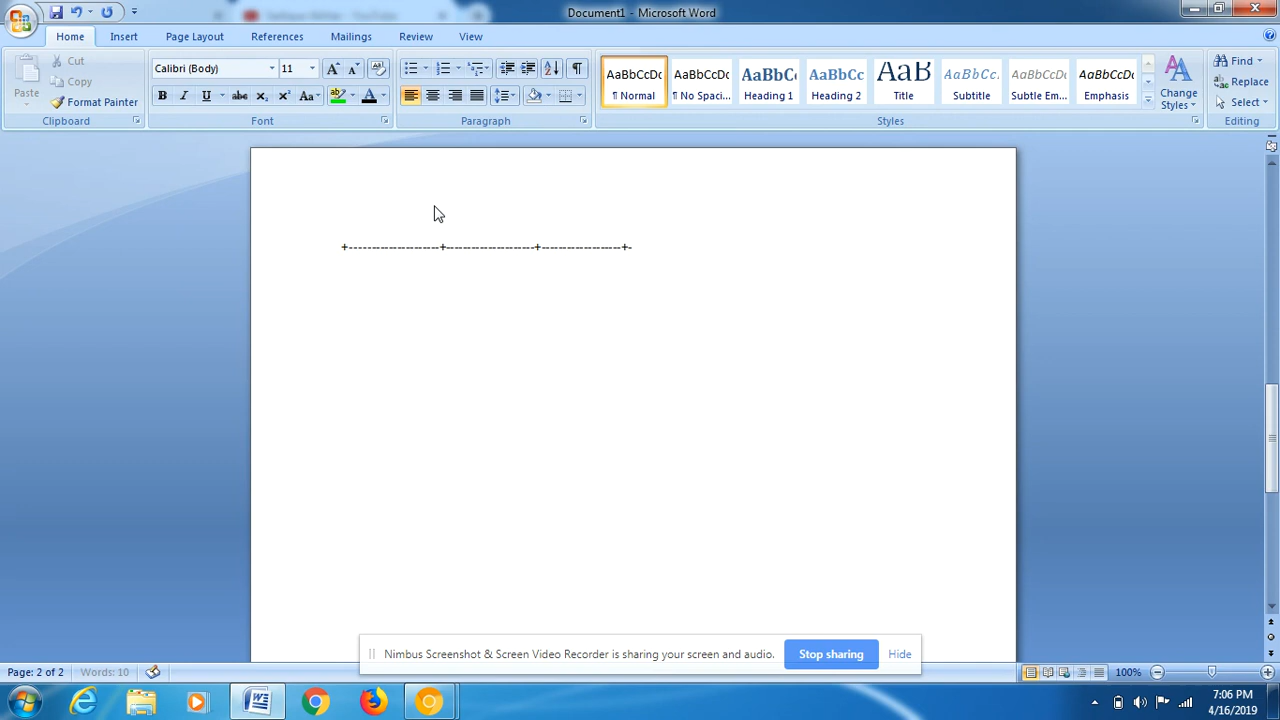 Document1 - Microsoft Word
Home Insert Page Layout References Mailings Review View
Paste
Cut
Copy
Format Painter
Clipboard
Calibri (Body) 11
B I U abc x₂ x² Aa
Font
Paragraph
AaBbCcDc AaBbCcDc AaBbC AaBbCc AaB AaBbCc. AaBbCcDc AaBbCcDc
¶ Normal ¶ No Spaci... Heading 1 Heading 2 Title Subtitle Subtle Em... Emphasis
Change Styles
Styles
Find
Replace
Select
Editing
Nimbus Screenshot & Screen Video Recorder is sharing your screen and audio. Stop sharing Hide
Page: 2 of 2 Words: 10 100%
7:06 PM
4/16/2019